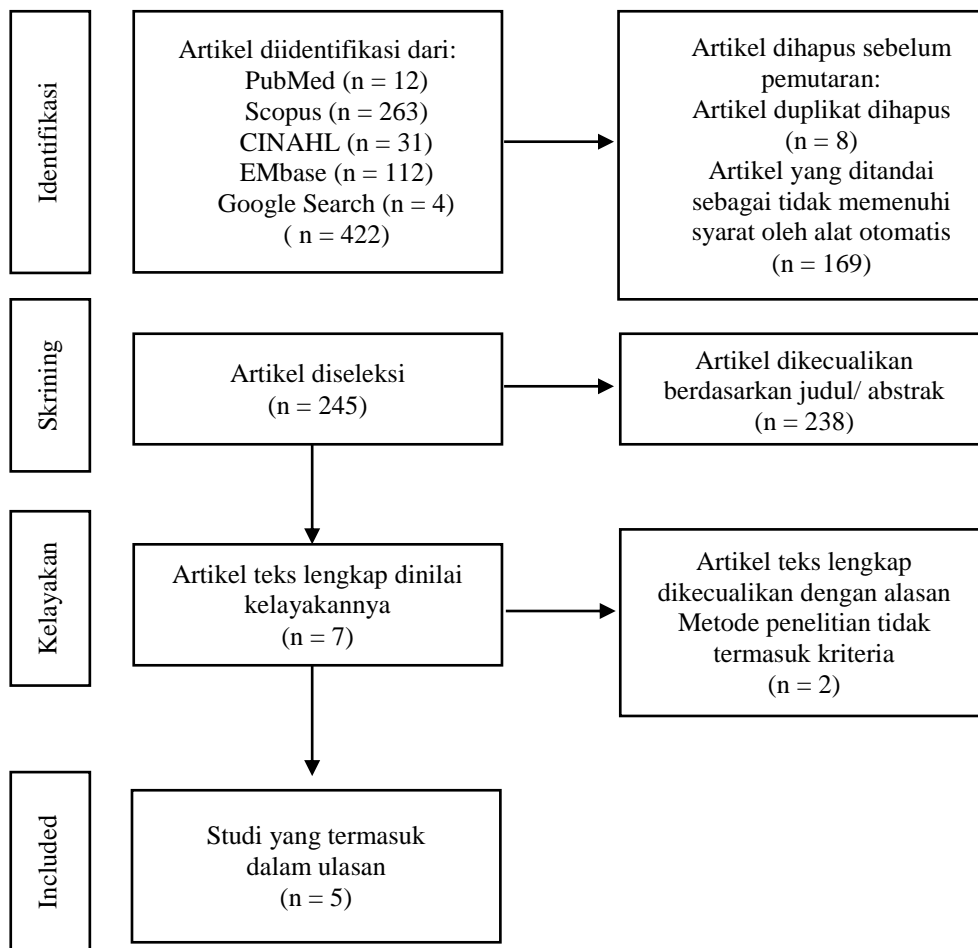 Identifikasi
Artikel diidentifikasi dari:
PubMed (n = 12)
Scopus (n = 263)
CINAHL (n = 31)
EMbase (n = 112)
Google Search (n = 4)
( n = 422)
Artikel dihapus sebelum
pemutaran:
Artikel duplikat dihapus
(n = 8)
Artikel yang ditandai
sebagai tidak memenuhi
syarat oleh alat otomatis
(n = 169)
Skrining
Artikel diseleksi
(n = 245)
Artikel dikecualikan
berdasarkan judul/ abstrak
(n = 238)
Kelayakan
Artikel teks lengkap dinilai
kelayakannya
(n = 7)
Artikel teks lengkap
dikecualikan dengan alasan
Metode penelitian tidak
termasuk kriteria
(n = 2)
Included
Studi yang termasuk
dalam ulasan
(n = 5)